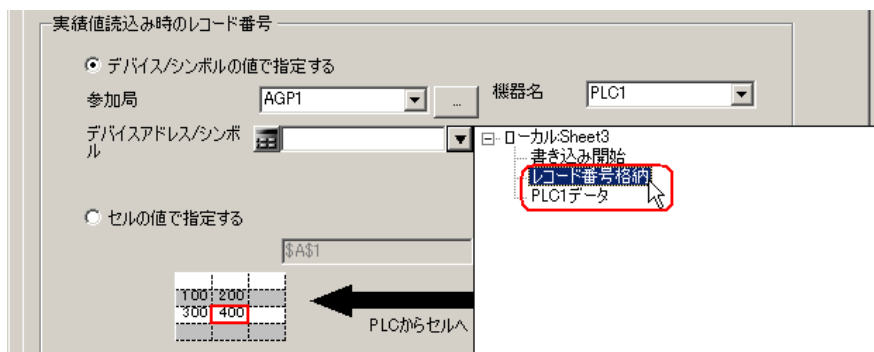 実績値読込み時のレコード番号
デバイス/シンボルの値で指定する
参加局 AGP1 ... 機器名 PLC1
デバイスアドレス/シンボ
ル
ローカル:Sheet3
書き込み開始
レコード番号格納
PLC1データ
セルの値で指定する
$A$1
100 200
300 400
PLCからセルへ